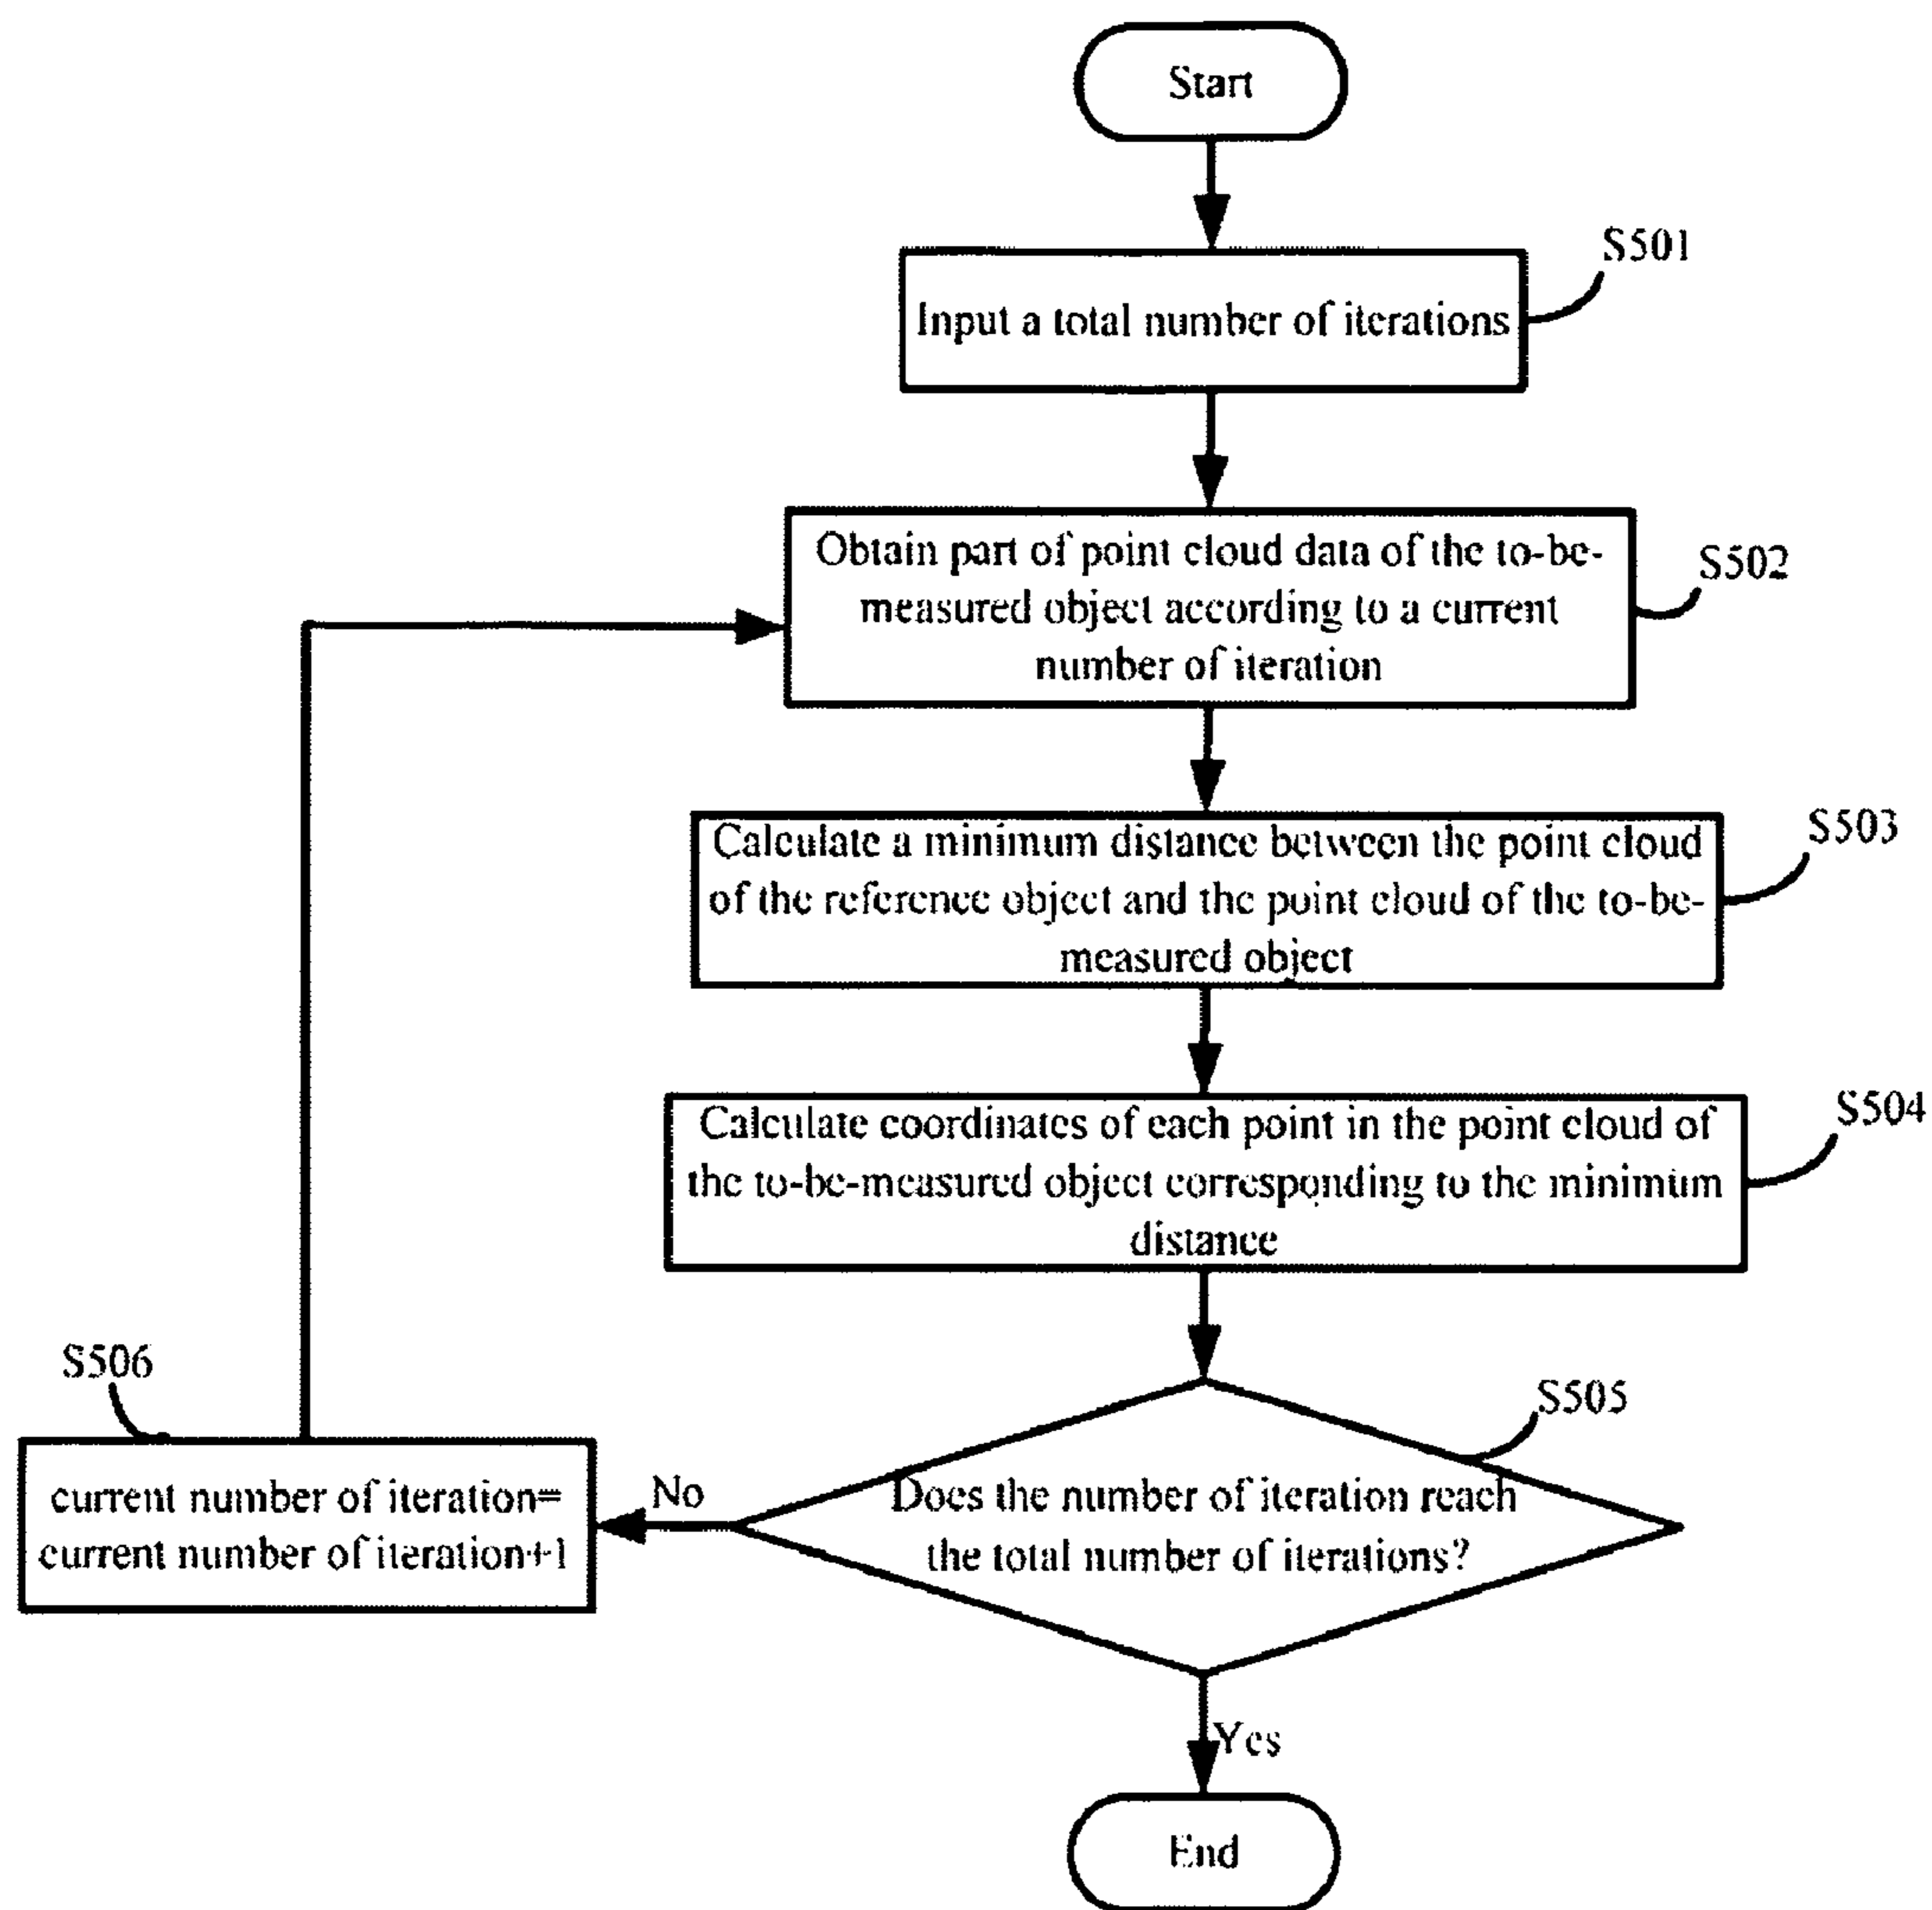 Start
S501
Input a total number of iterations
Obtain part of point cloud data of the to-be-
measured object according to a current
number of iteration
S502
Calculate a minimum distance between the point cloud
of the reference object and the point cloud of the to-be-
measured object
S503
Calculate coordinates of each point in the point cloud of
the to-be-measured object corresponding to the minimum
distance
S504
S506
S505
current number of iteration=
current number of iteration+1
No
Does the number of iteration reach
the total number of iterations?
Yes
End